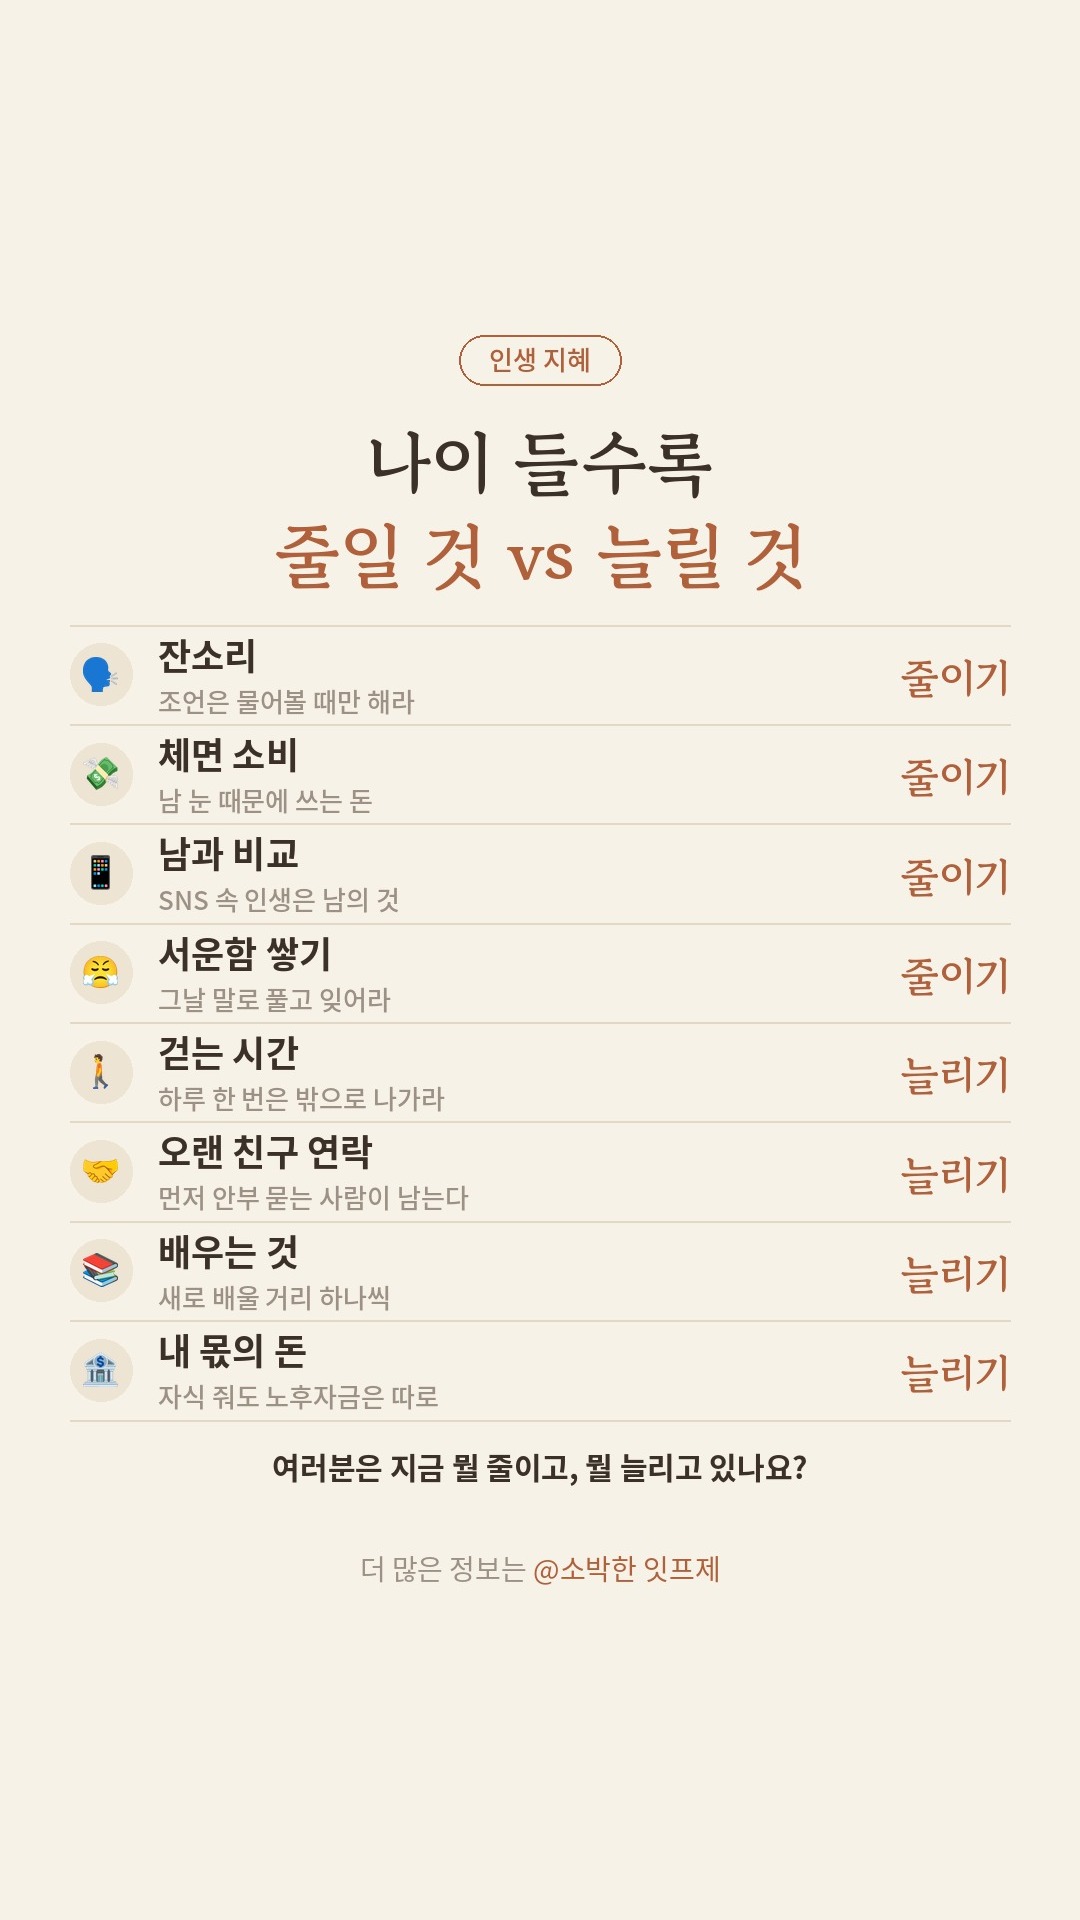 인생 지혜
나이 들수록
줄일 것 vs 늘릴 것
잔소리
조언은 물어볼 때만 해라
줄이기
체면 소비
남 눈 때문에 쓰는 돈
줄이기
남과 비교
SNS 속 인생은 남의 것
줄이기
서운함 쌓기
그날 말로 풀고 잊어라
줄이기
걷는 시간
하루 한 번은 밖으로 나가라
늘리기
오랜 친구 연락
먼저 안부 묻는 사람이 남는다
늘리기
배우는 것
새로 배울 거리 하나씩
늘리기
내 몫의 돈
자식 줘도 노후자금은 따로
늘리기
여러분은 지금 뭘 줄이고, 뭘 늘리고 있나요?
더 많은 정보는 @소박한 잇프제